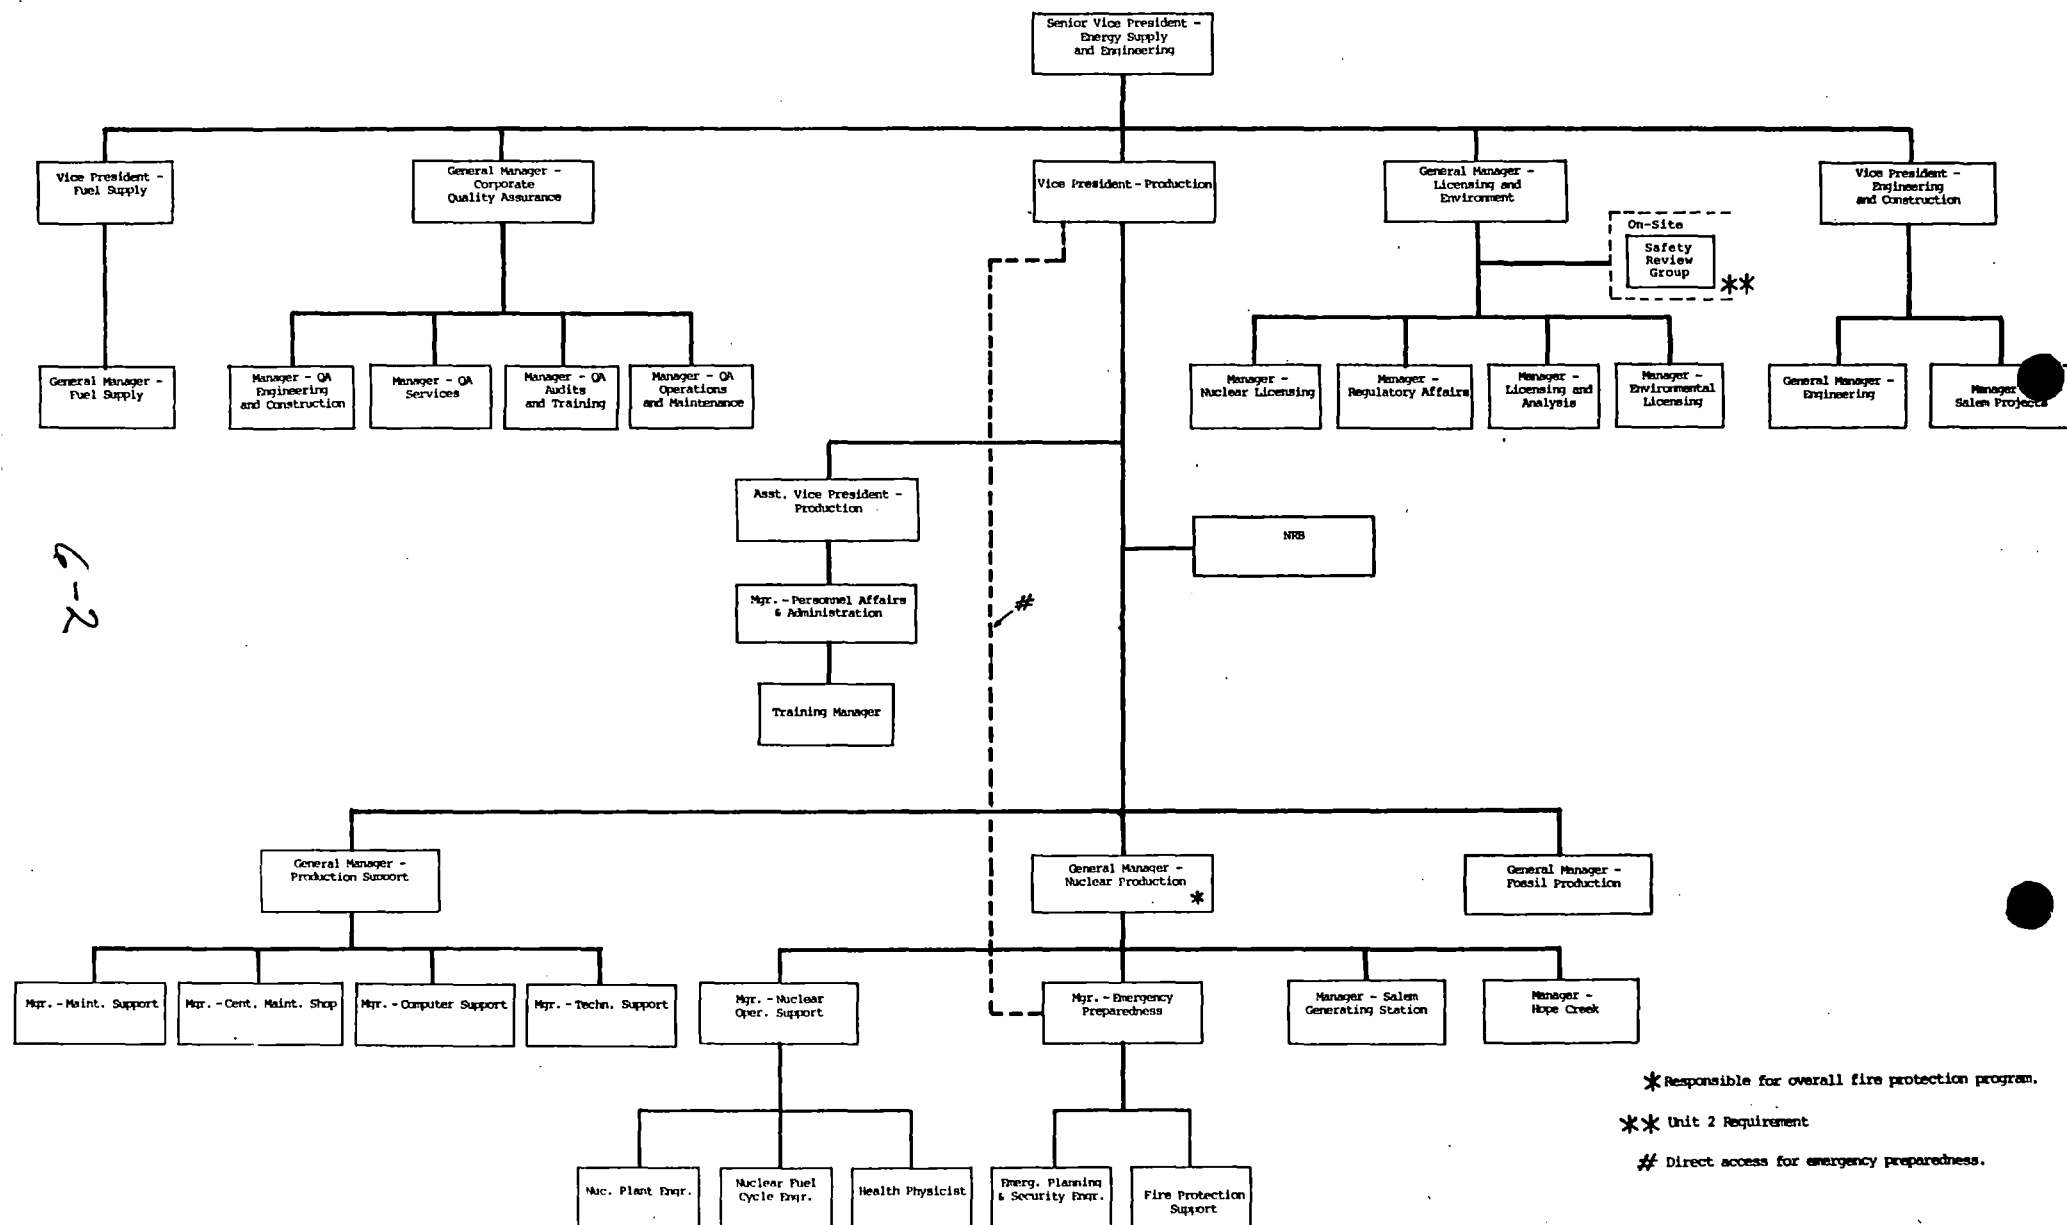 Senior Vice President -
Energy Supply
and Engineering
Vice President -
Fuel Supply
General Manager -
Corporate
Quality Assurance
Vice President - Production
General Manager -
Licensing and
Environment
Vice President -
Engineering
and Construction
On-Site
Safety
Review
Group
**
General Manager -
Fuel Supply
Manager - QA
Engineering
and Construction
Manager - QA
Services
Manager - QA
Audits
and Training
Manager - QA
Operations
and Maintenance
Manager -
Nuclear Licensing
Manager -
Regulatory Affairs
Manager -
Licensing and
Analysis
Manager -
Environmental
Licensing
General Manager -
Engineering
Manager
Salem Projects
Asst. Vice President -
Production
NRB
Mgr. - Personnel Affairs
& Administration
#
Training Manager
6-2
General Manager -
Production Support
General Manager -
Nuclear Production
*
General Manager -
Fossil Production
Mgr. - Maint. Support
Mgr. - Cent. Maint. Shop
Mgr. - Computer Support
Mgr. - Techn. Support
Mgr. - Nuclear
Oper. Support
Mgr. - Emergency
Preparedness
Manager - Salem
Generating Station
Manager -
Hope Creek
Nuc. Plant Engr.
Nuclear Fuel
Cycle Engr.
Health Physicist
Emerg. Planning
& Security Engr.
Fire Protection
Support
* Responsible for overall fire protection program.
** Unit 2 Requirement
# Direct access for emergency preparedness.